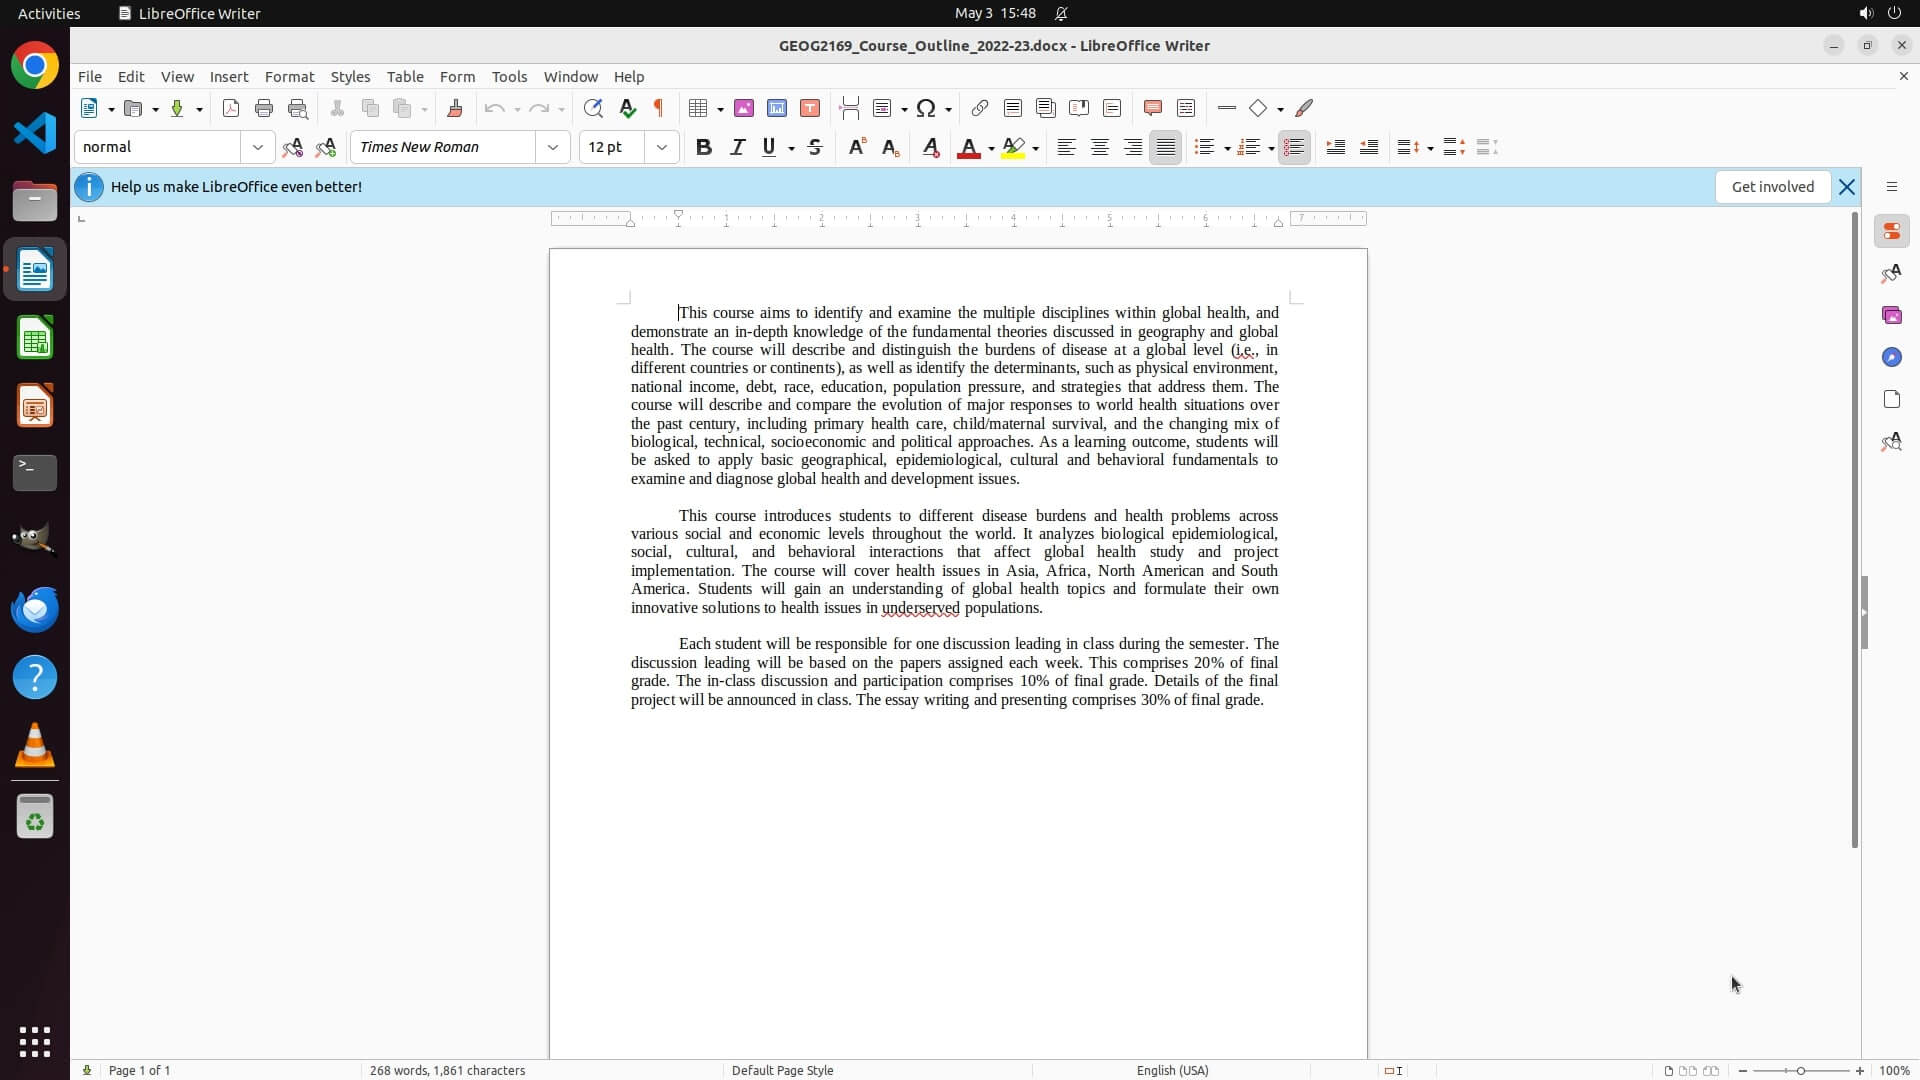 Activities LibreOffice Writer May 3 15:48
GEOG2169_Course_Outline_2022-23.docx - LibreOffice Writer
File Edit View Insert Format Styles Table Form Tools Window Help
normal Times New Roman 12 pt
Help us make LibreOffice even better! Get involved
1 2 3 4 5 6 7
This course aims to identify and examine the multiple disciplines within global health, and
demonstrate an in-depth knowledge of the fundamental theories discussed in geography and global
health. The course will describe and distinguish the burdens of disease at a global level (i.e., in
different countries or continents), as well as identify the determinants, such as physical environment,
national income, debt, race, education, population pressure, and strategies that address them. The
course will describe and compare the evolution of major responses to world health situations over
the past century, including primary health care, child/maternal survival, and the changing mix of
biological, technical, socioeconomic and political approaches. As a learning outcome, students will
be asked to apply basic geographical, epidemiological, cultural and behavioral fundamentals to
examine and diagnose global health and development issues.
This course introduces students to different disease burdens and health problems across
various social and economic levels throughout the world. It analyzes biological epidemiological,
social, cultural, and behavioral interactions that affect global health study and project
implementation. The course will cover health issues in Asia, Africa, North American and South
America. Students will gain an understanding of global health topics and formulate their own
innovative solutions to health issues in underserved populations.
Each student will be responsible for one discussion leading in class during the semester. The
discussion leading will be based on the papers assigned each week. This comprises 20% of final
grade. The in-class discussion and participation comprises 10% of final grade. Details of the final
project will be announced in class. The essay writing and presenting comprises 30% of final grade.
Page 1 of 1 268 words, 1,861 characters Default Page Style English (USA) 100%